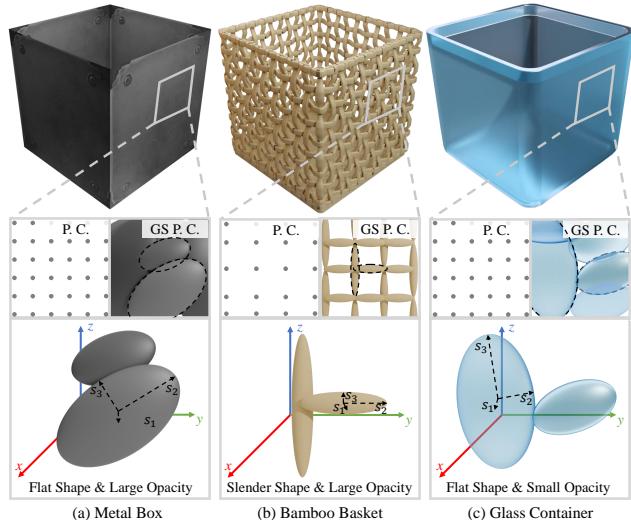 P. C. GS P. C. P. C. GS P. C. P. C. GS P. C.
z z z
s₃ s₂ s₁ y x
s₃ s₁ s₂ y x
s₃ s₁ s₂ y x
Flat Shape & Large Opacity Slender Shape & Large Opacity Flat Shape & Small Opacity
(a) Metal Box (b) Bamboo Basket (c) Glass Container